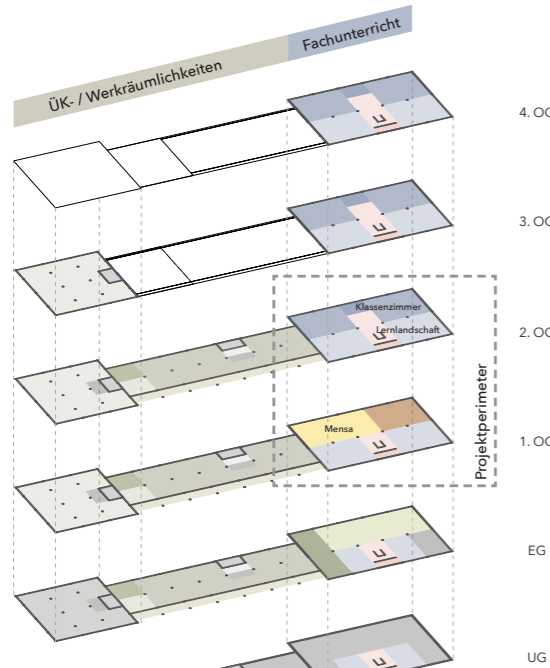 Fachunterricht
ÜK- / Werkräumlichkeiten
4. OG
3. OG
Klassenzimmer
Lernlandschaft
2. OG
Projektperimeter
Mensa
1. OG
EG
UG